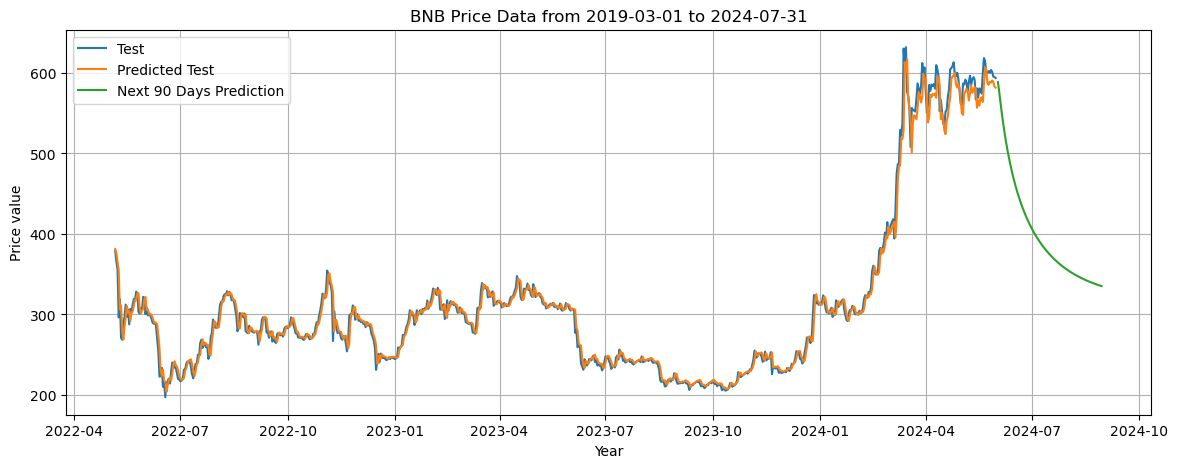 BNB Price Data from 2019-03-01 to 2024-07-31
Test
Predicted Test
Next 90 Days Prediction
Price value
600
500
400
300
200
2022-04
2022-07
2022-10
2023-01
2023-04
2023-07
2023-10
2024-01
2024-04
2024-07
2024-10
Year